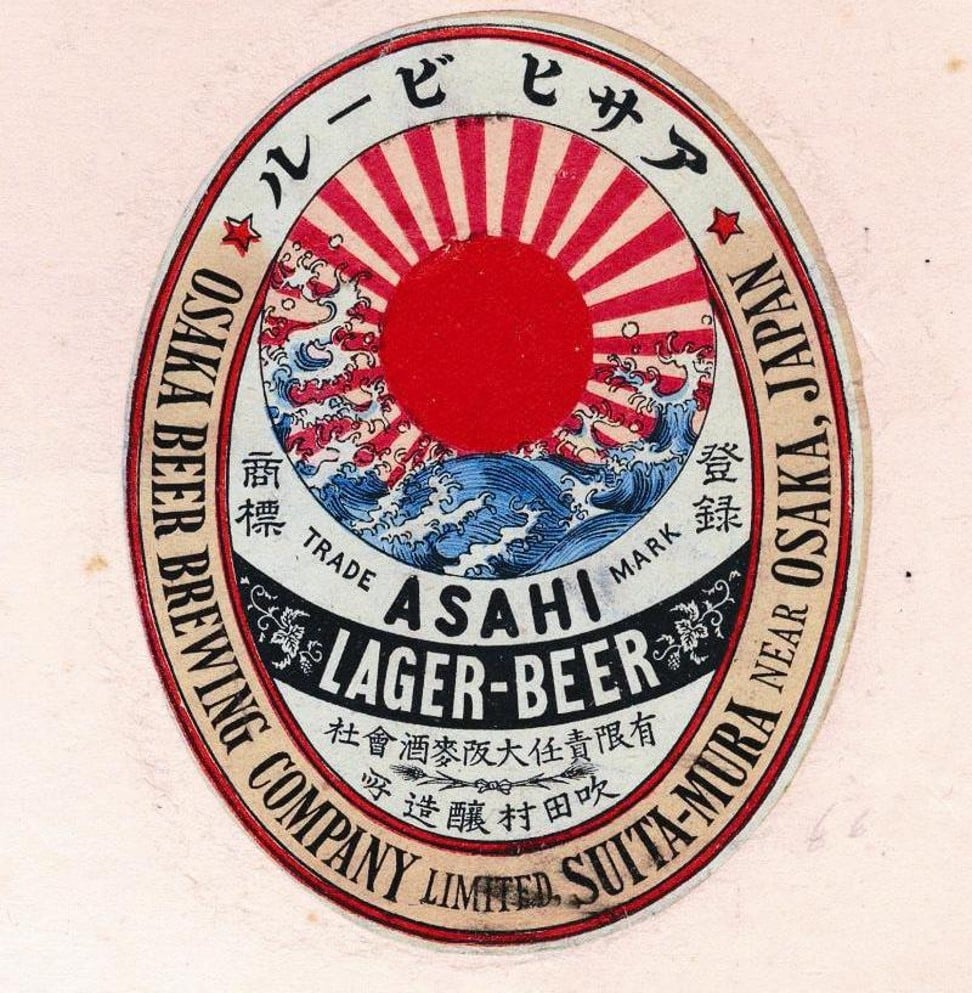 アサヒ ビール
登録
商標
TRADE MARK
ASAHI
LAGER-BEER
有限責任大阪麥酒會社
吹田村釀造所
OSAKA BEER BREWING COMPANY LIMITED, SUITA-MURA NEAR OSAKA, JAPAN